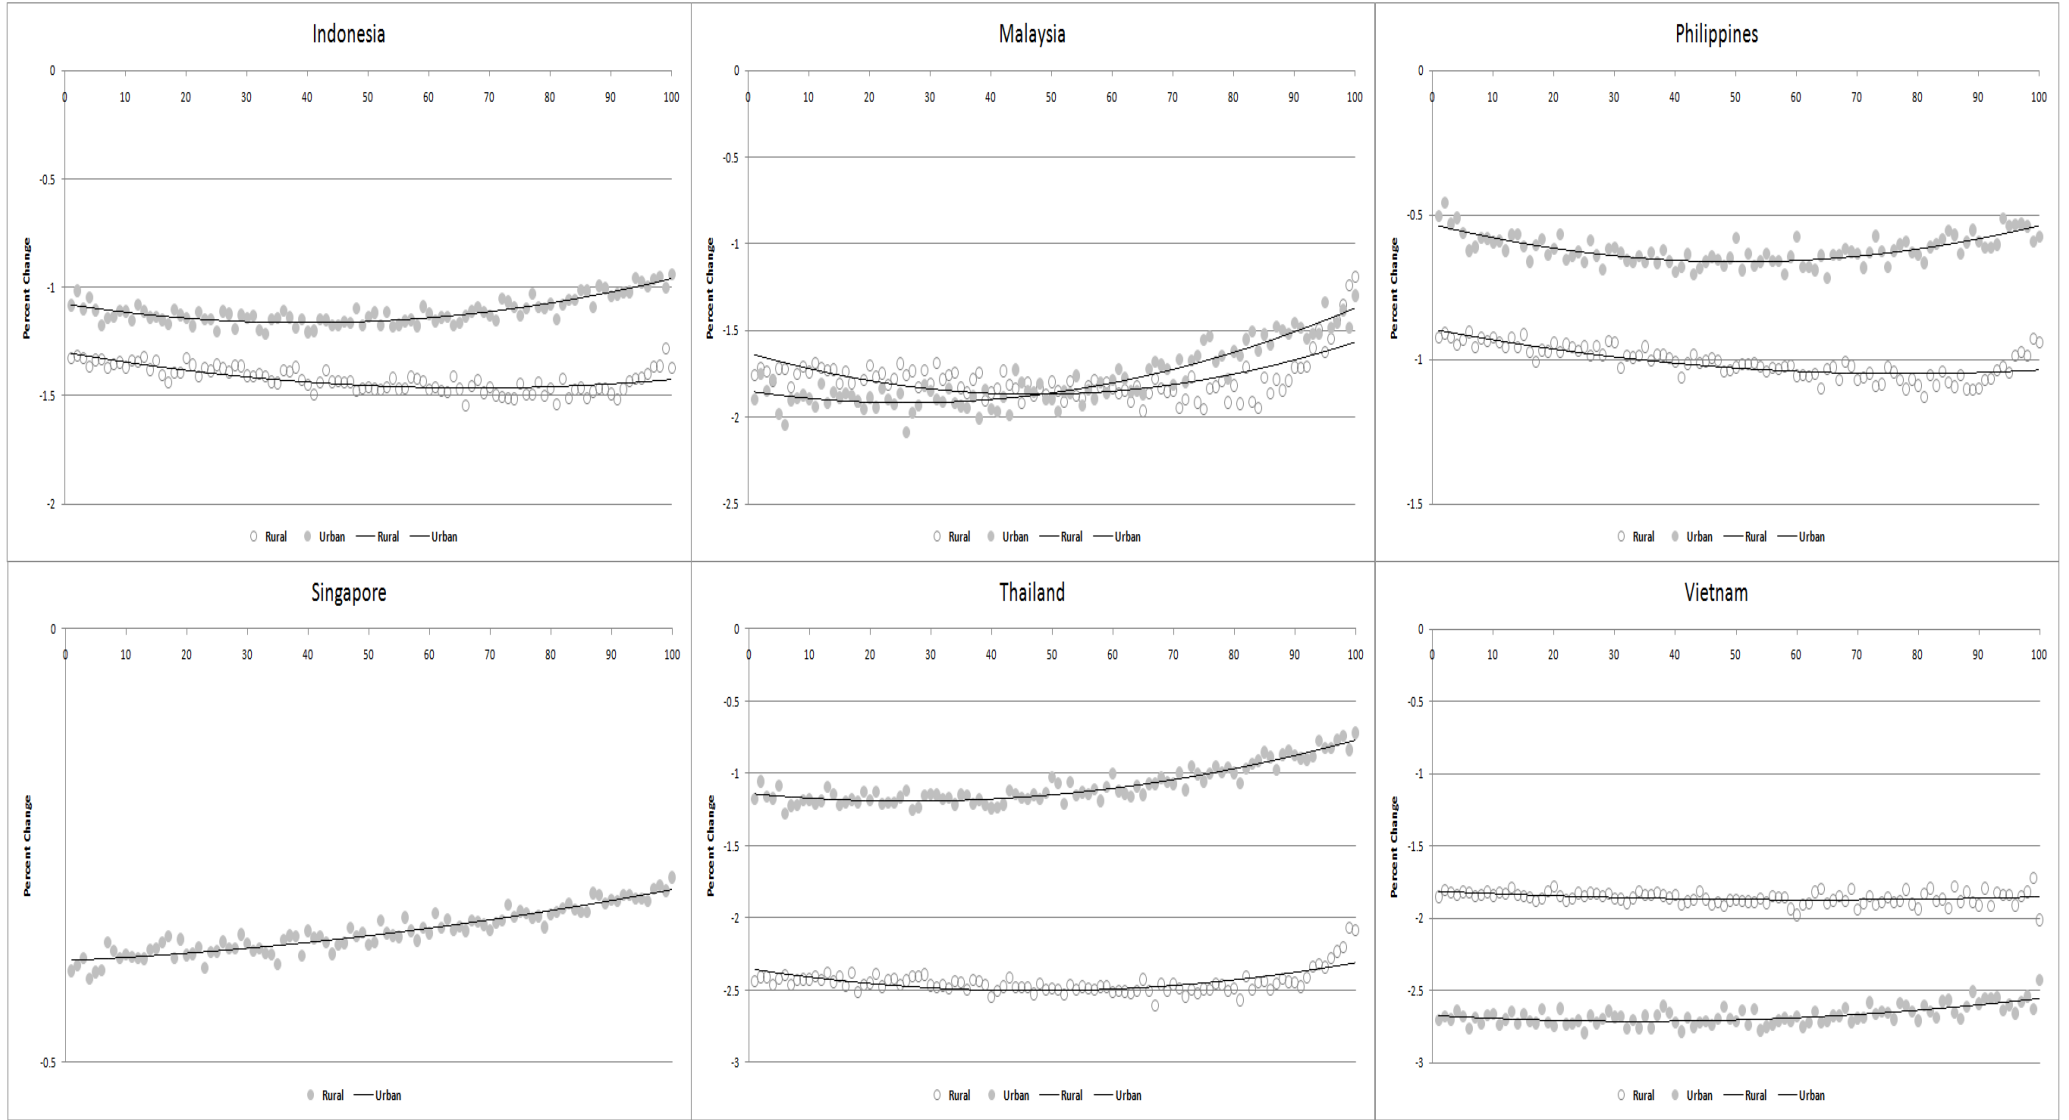 Indonesia
0
0 10 20 30 40 50 60 70 80 90 100
-0.5
-1
-1.5
-2
Percent Change
Rural Urban Rural Urban
Malaysia
0
0 10 20 30 40 50 60 70 80 90 100
-0.5
-1
-1.5
-2
-2.5
Percent Change
Rural Urban Rural Urban
Philippines
0
0 10 20 30 40 50 60 70 80 90 100
-0.5
-1
-1.5
Percent Change
Rural Urban Rural Urban
Singapore
0
0 10 20 30 40 50 60 70 80 90 100
-0.5
Percent Change
Rural Urban
Thailand
0
0 10 20 30 40 50 60 70 80 90 100
-0.5
-1
-1.5
-2
-2.5
-3
Percent Change
Rural Urban Rural Urban
Vietnam
0
0 10 20 30 40 50 60 70 80 90 100
-0.5
-1
-1.5
-2
-2.5
-3
Percent Change
Rural Urban Rural Urban